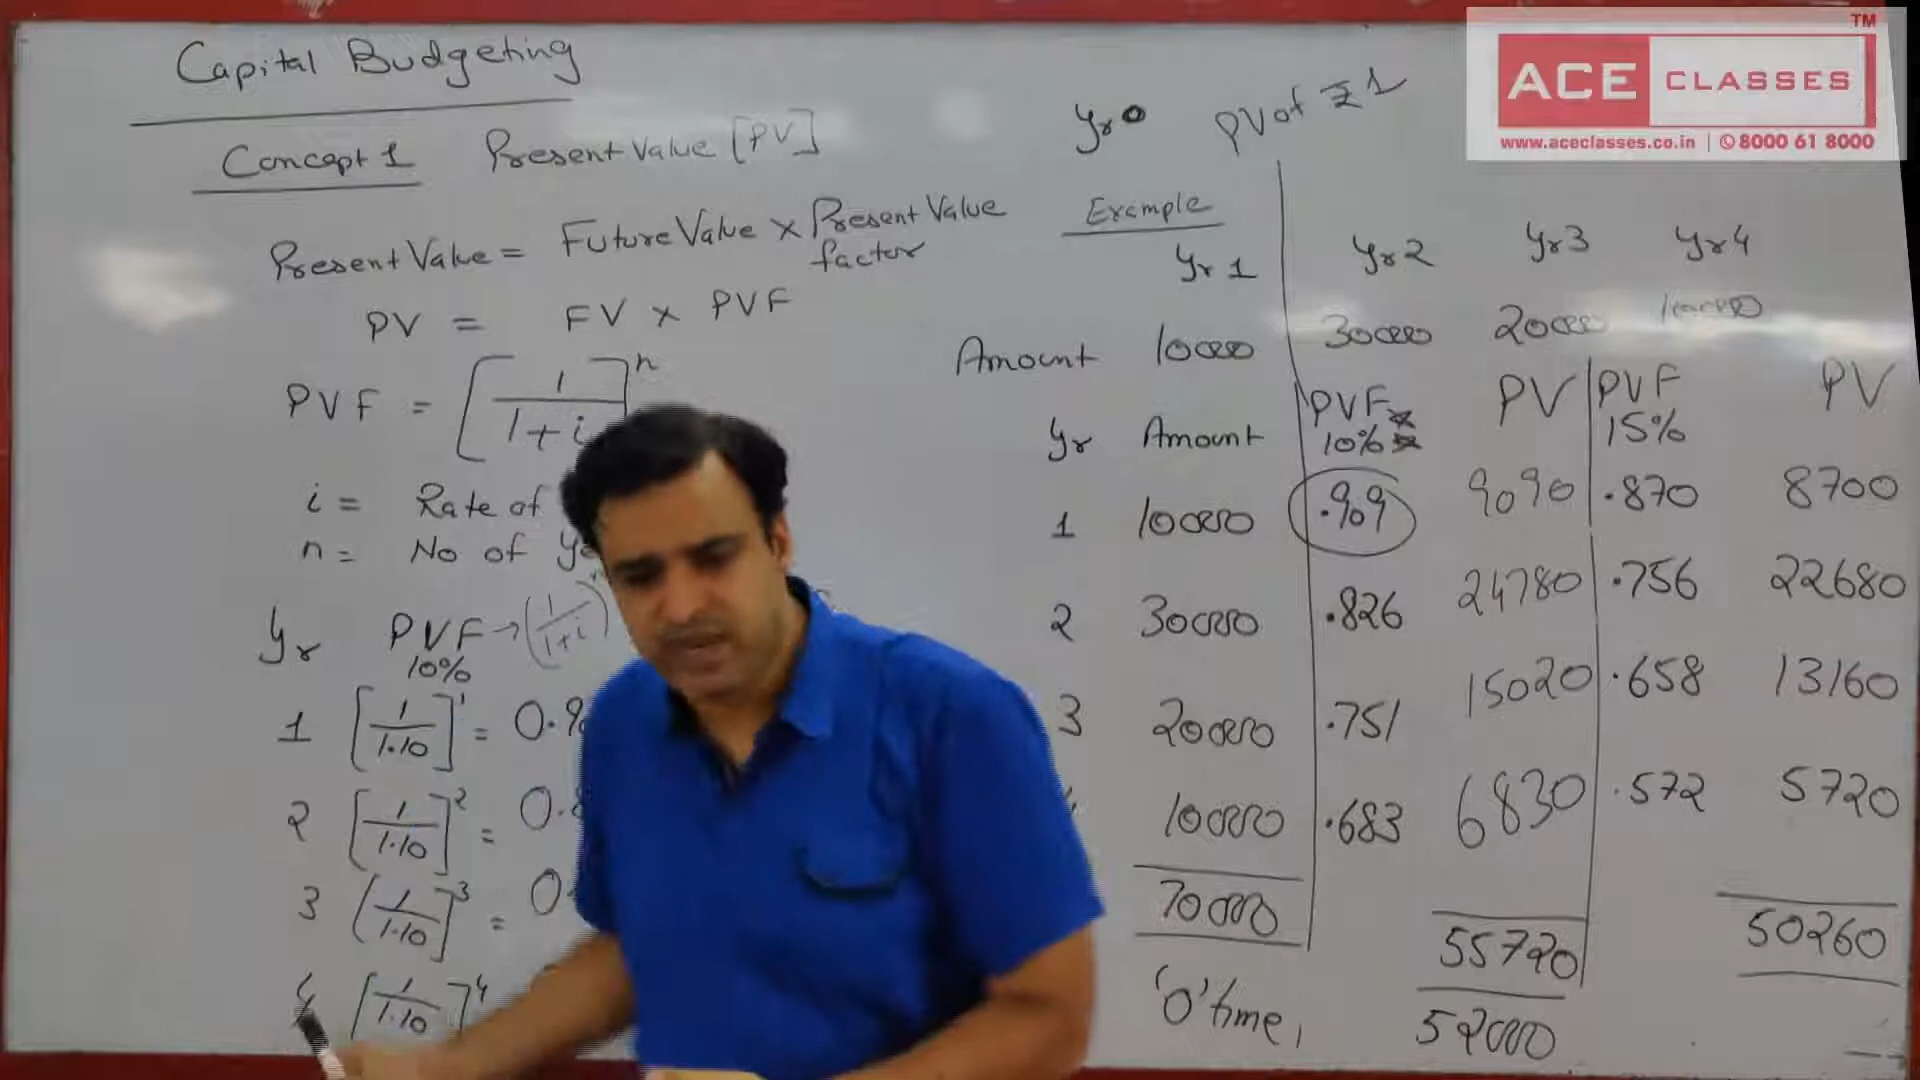 Capital Budgeting
Concept 1 Present Value [PV]
Present Value = Future Value x Present Value factor
PV = FV x PVF
PVF = [1/1+i]^n
i = Rate of
n = No of
Yr PVF → (1/1+i)
10%
1 [1/1.10]^1 = 0.9
2 [1/1.10]^2 = 0.8
3 (1/1.10)^3 = 0
4 [1/1.10]^4
Yr 0 PV of ₹1
Example
Yr 1 Yr 2 Yr 3 Yr 4
Amount 10000 30000 20000 10000
Yr Amount PVF 10% PV PVF 15% PV
1 10000 .909 9090 .870 8700
2 30000 .826 24780 .756 22680
3 20000 .751 15020 .658 13160
10000 .683 6830 .572 5720
70000 55720 50260
'0' time, 52000
TM
ACE CLASSES
www.aceclasses.co.in | 8000 61 8000